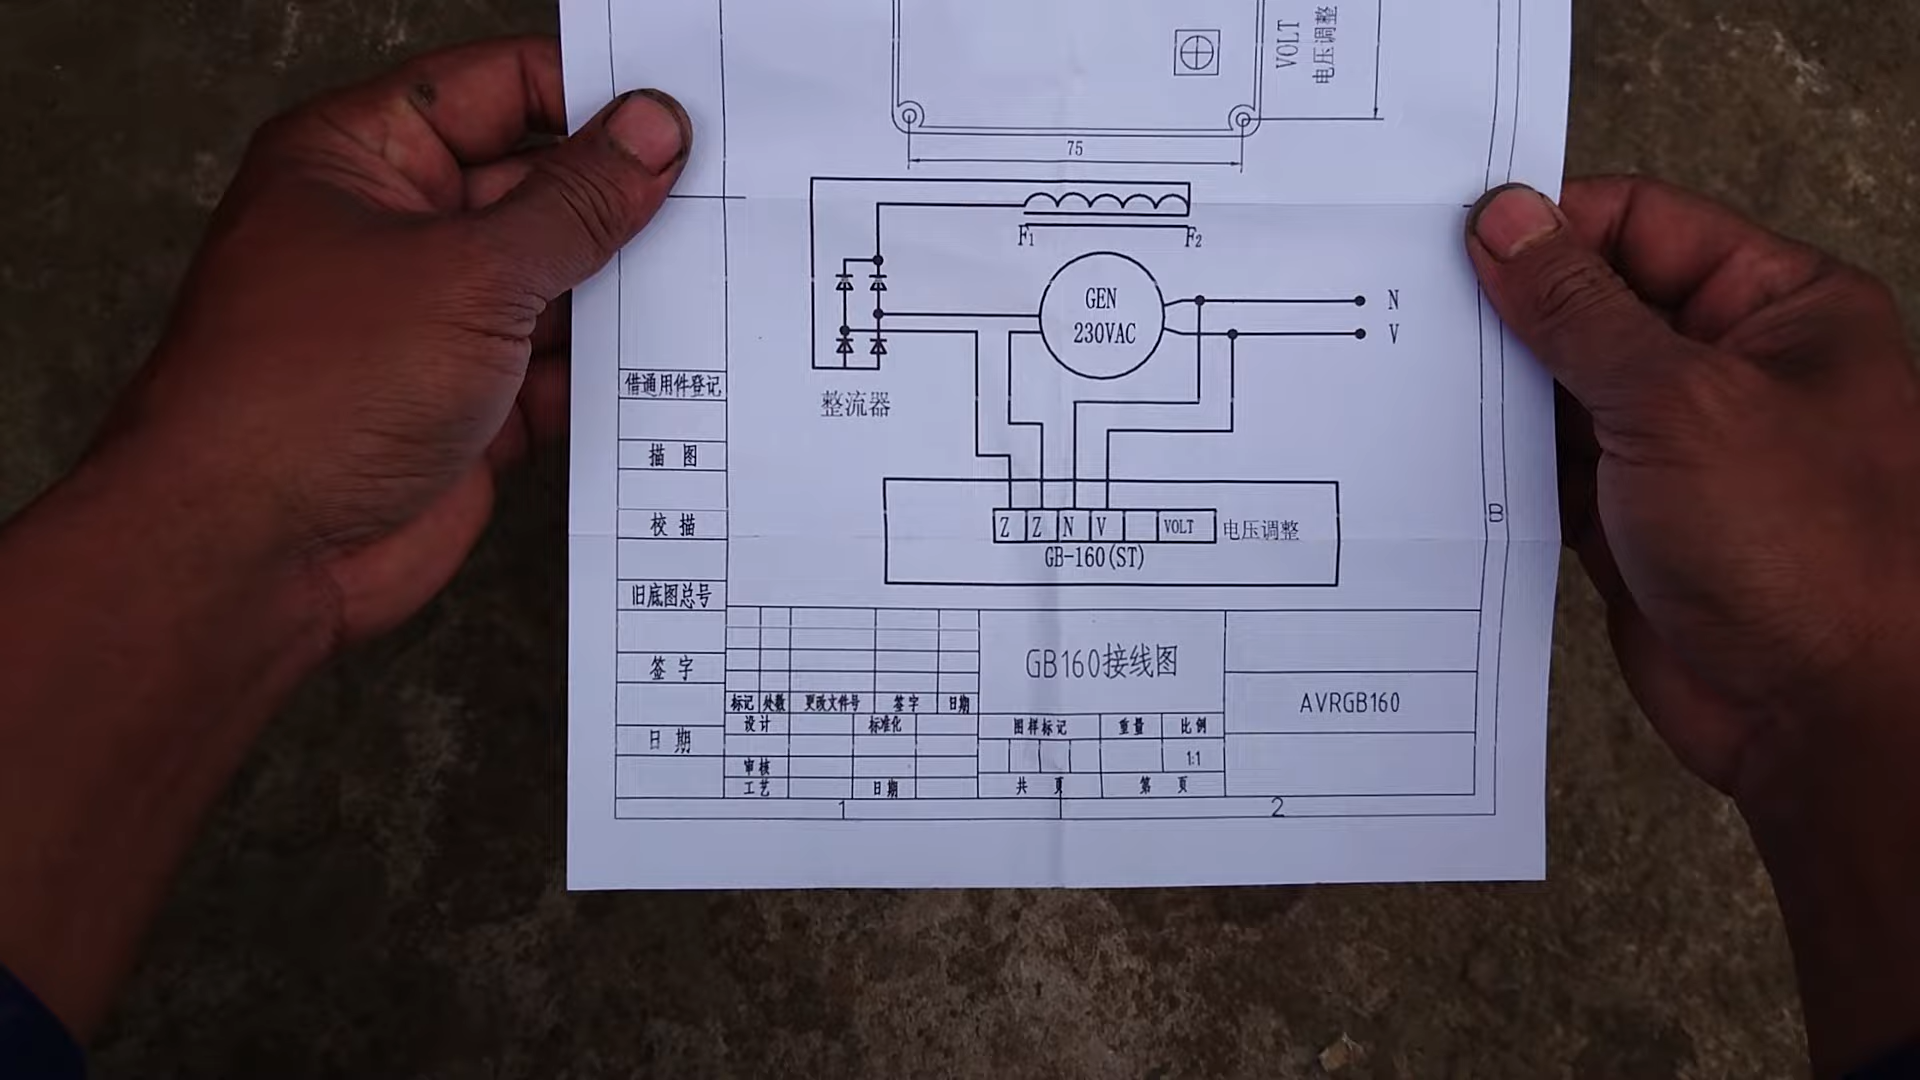 VOLT
电压调整
75
F1
F2
GEN
230VAC
N
V
整流器
Z Z N V VOLT 电压调整
GB-160(ST)
B
借通用件登记
描 图
校 描
旧底图总号
签 字
日 期
标记 处数 更改文件号 签字 日期
设计 标准化
审核
工艺 日期
GB160接线图
图样标记 重量 比例
1:1
共 页 第 页
AVRGB160
1
2